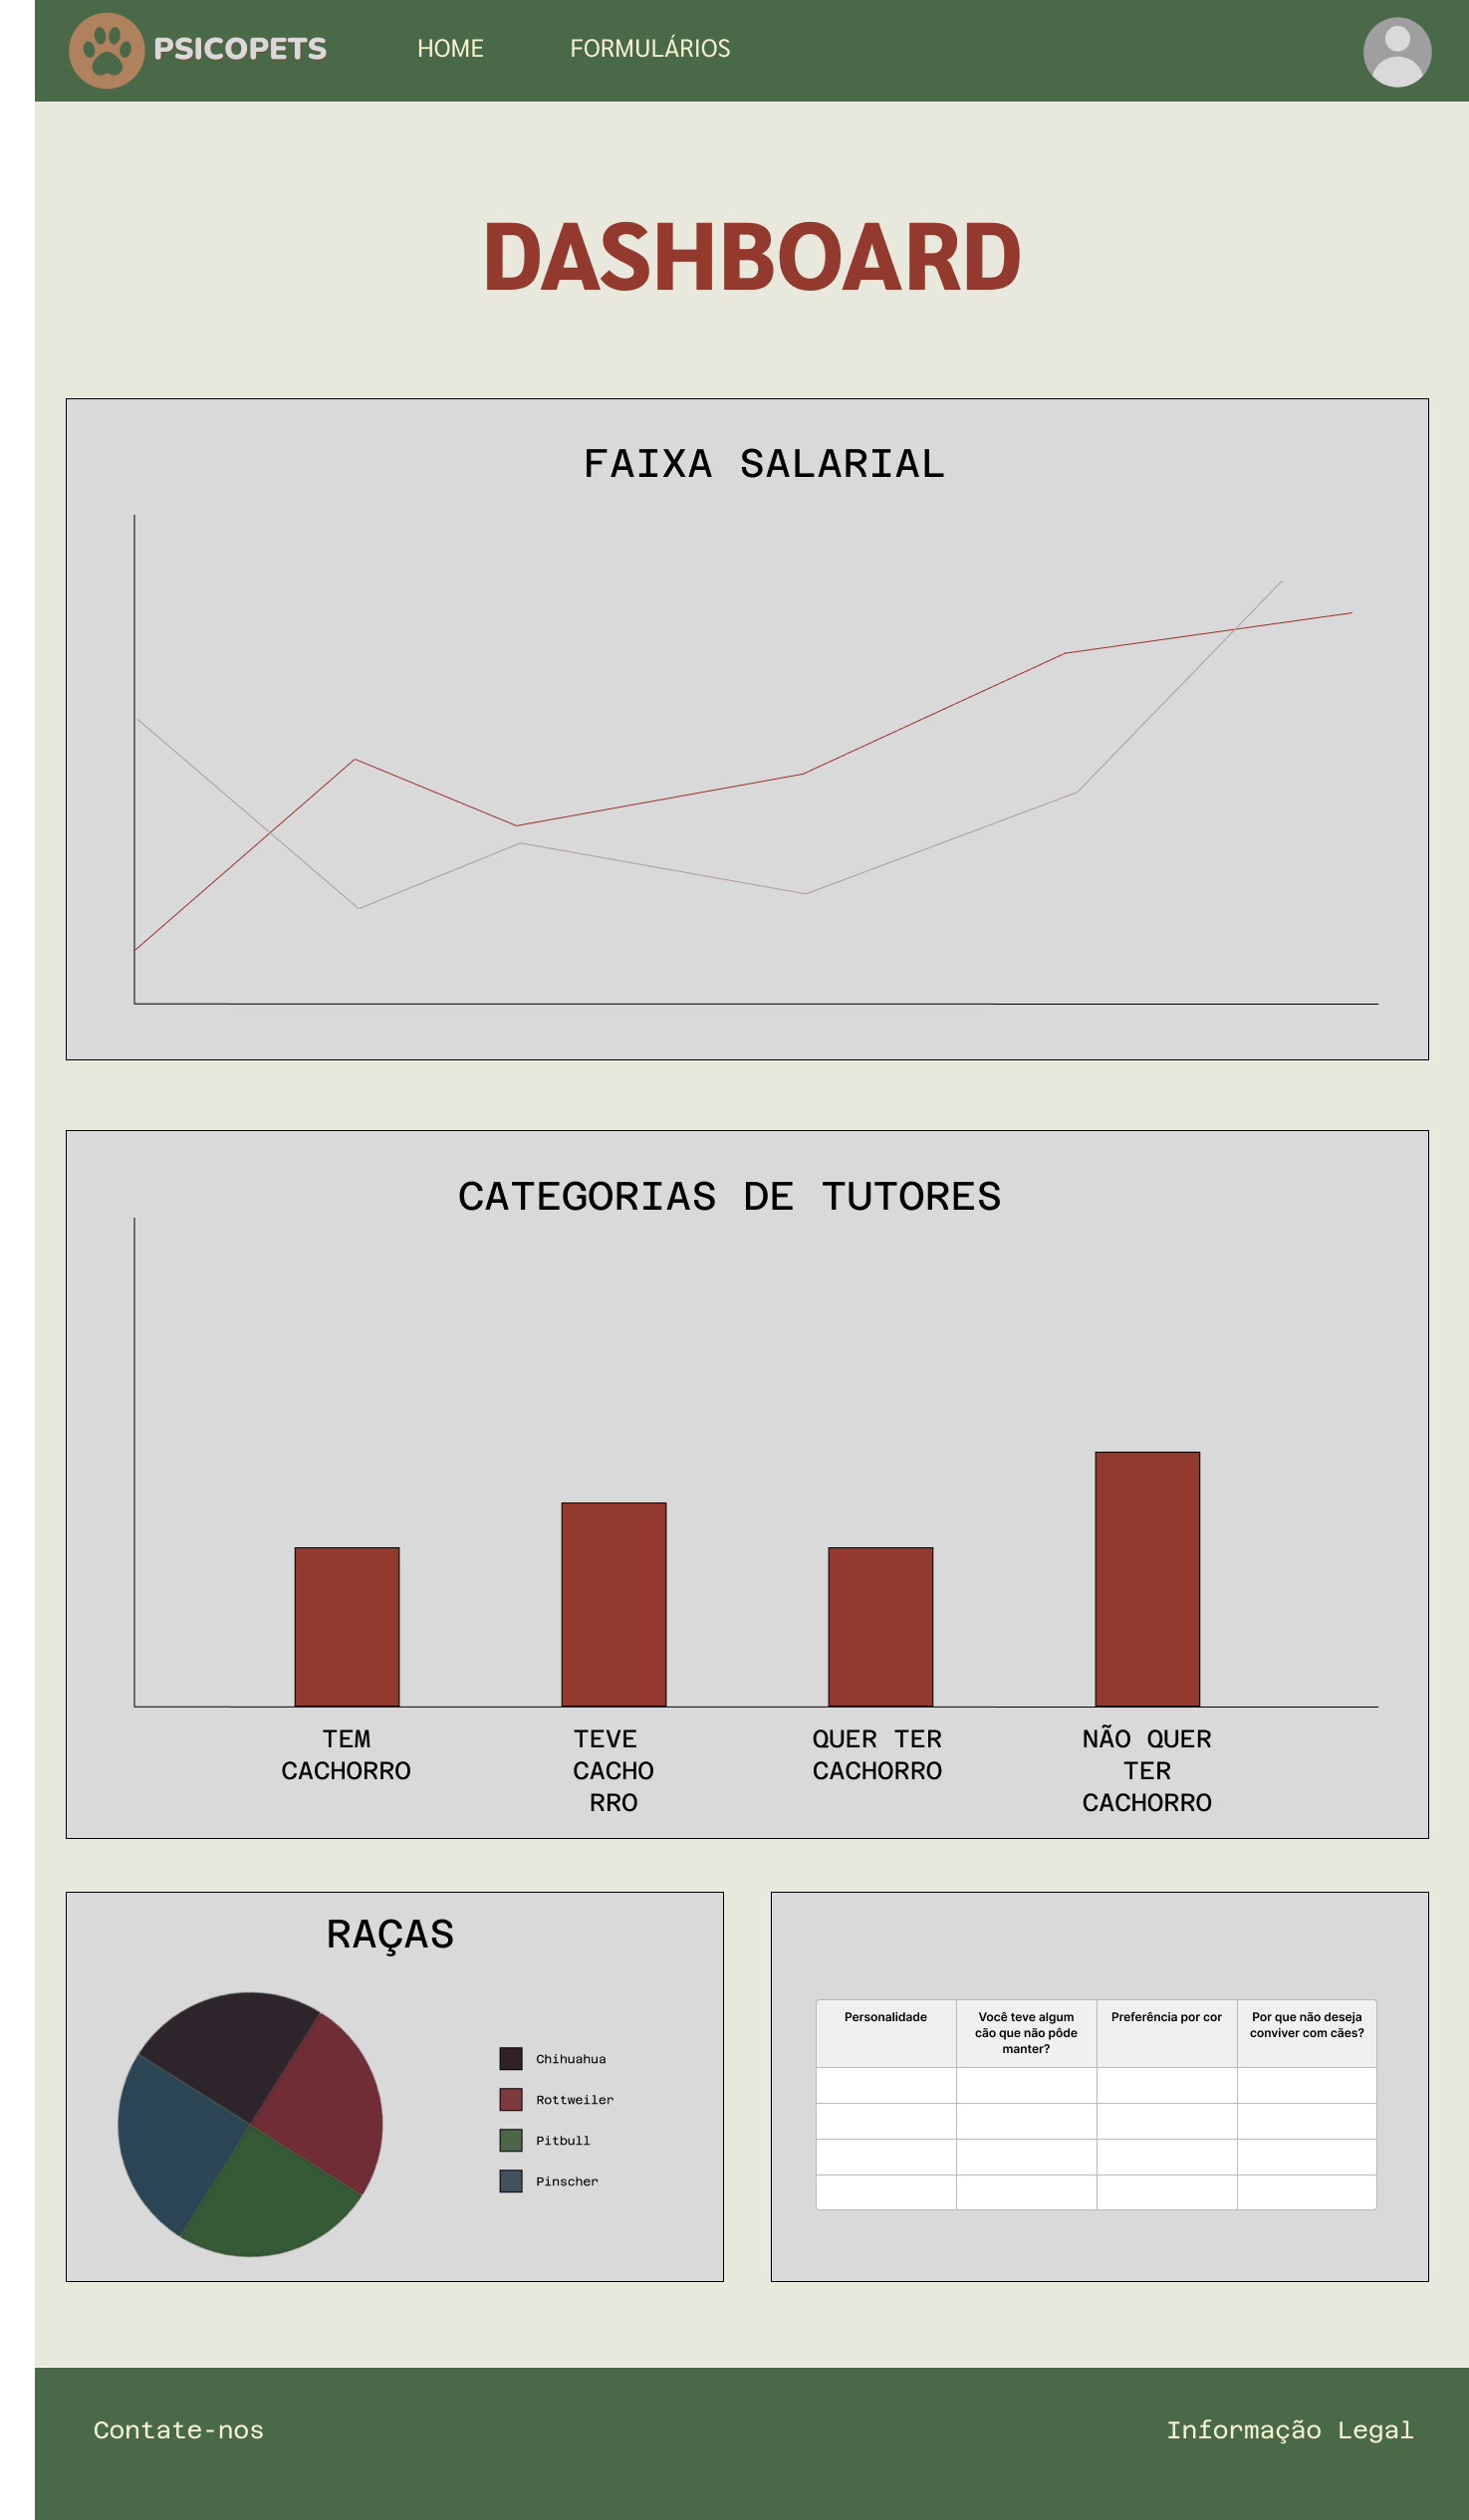 PSICOPETS
HOME
FORMULÁRIOS
DASHBOARD
FAIXA SALARIAL
CATEGORIAS DE TUTORES
TEM
CACHORRO
TEVE
CACHO
RRO
QUER TER
CACHORRO
NÃO QUER
TER
CACHORRO
RAÇAS
Chihuahua
Rottweiler
Pitbull
Pinscher
Personalidade
Você teve algum
cão que não pôde
manter?
Preferência por cor
Por que não deseja
conviver com cães?
Contate-nos
Informação Legal